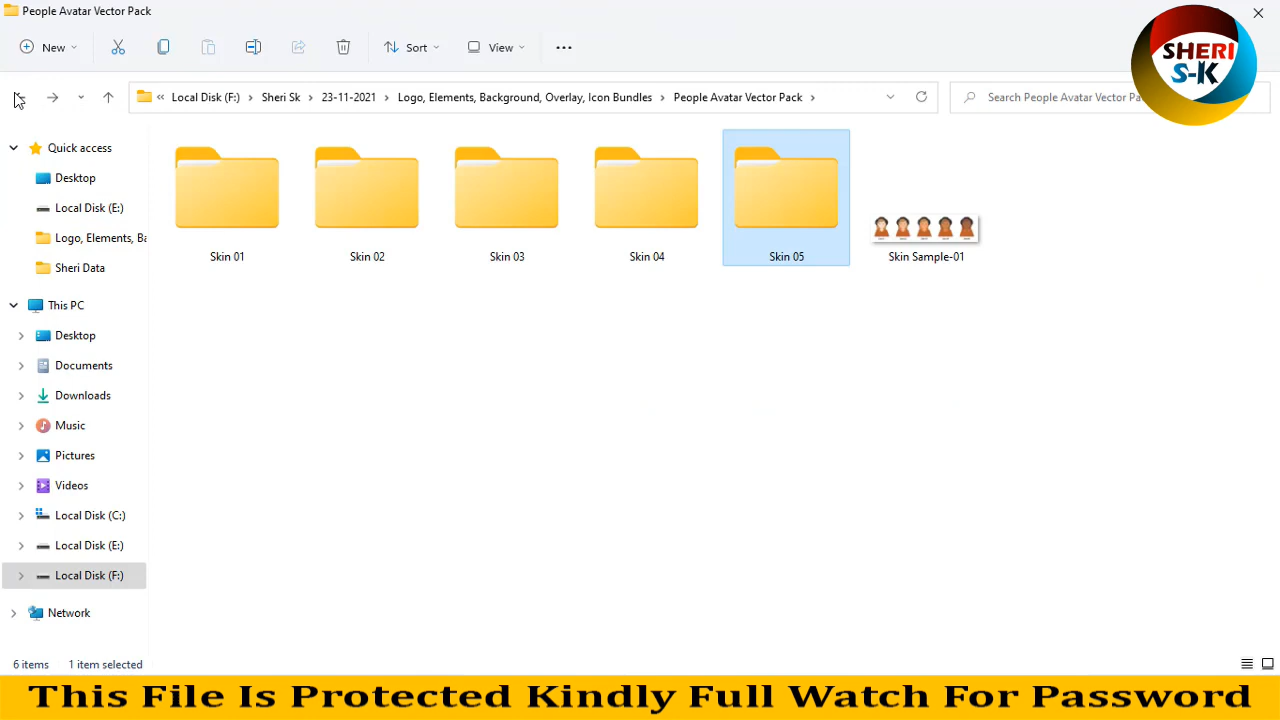 People Avatar Vector Pack
New
Sort
View
SHERI
S-K
Local Disk (F:) Sheri Sk 23-11-2021 Logo, Elements, Background, Overlay, Icon Bundles People Avatar Vector Pack
Search People Avatar Vector Pa
Quick access
Desktop
Local Disk (E:)
Logo, Elements, Ba
Sheri Data
This PC
Desktop
Documents
Downloads
Music
Pictures
Videos
Local Disk (C:)
Local Disk (E:)
Local Disk (F:)
Network
Skin 01
Skin 02
Skin 03
Skin 04
Skin 05
Skin Sample-01
6 items 1 item selected
This File Is Protected Kindly Full Watch For Password